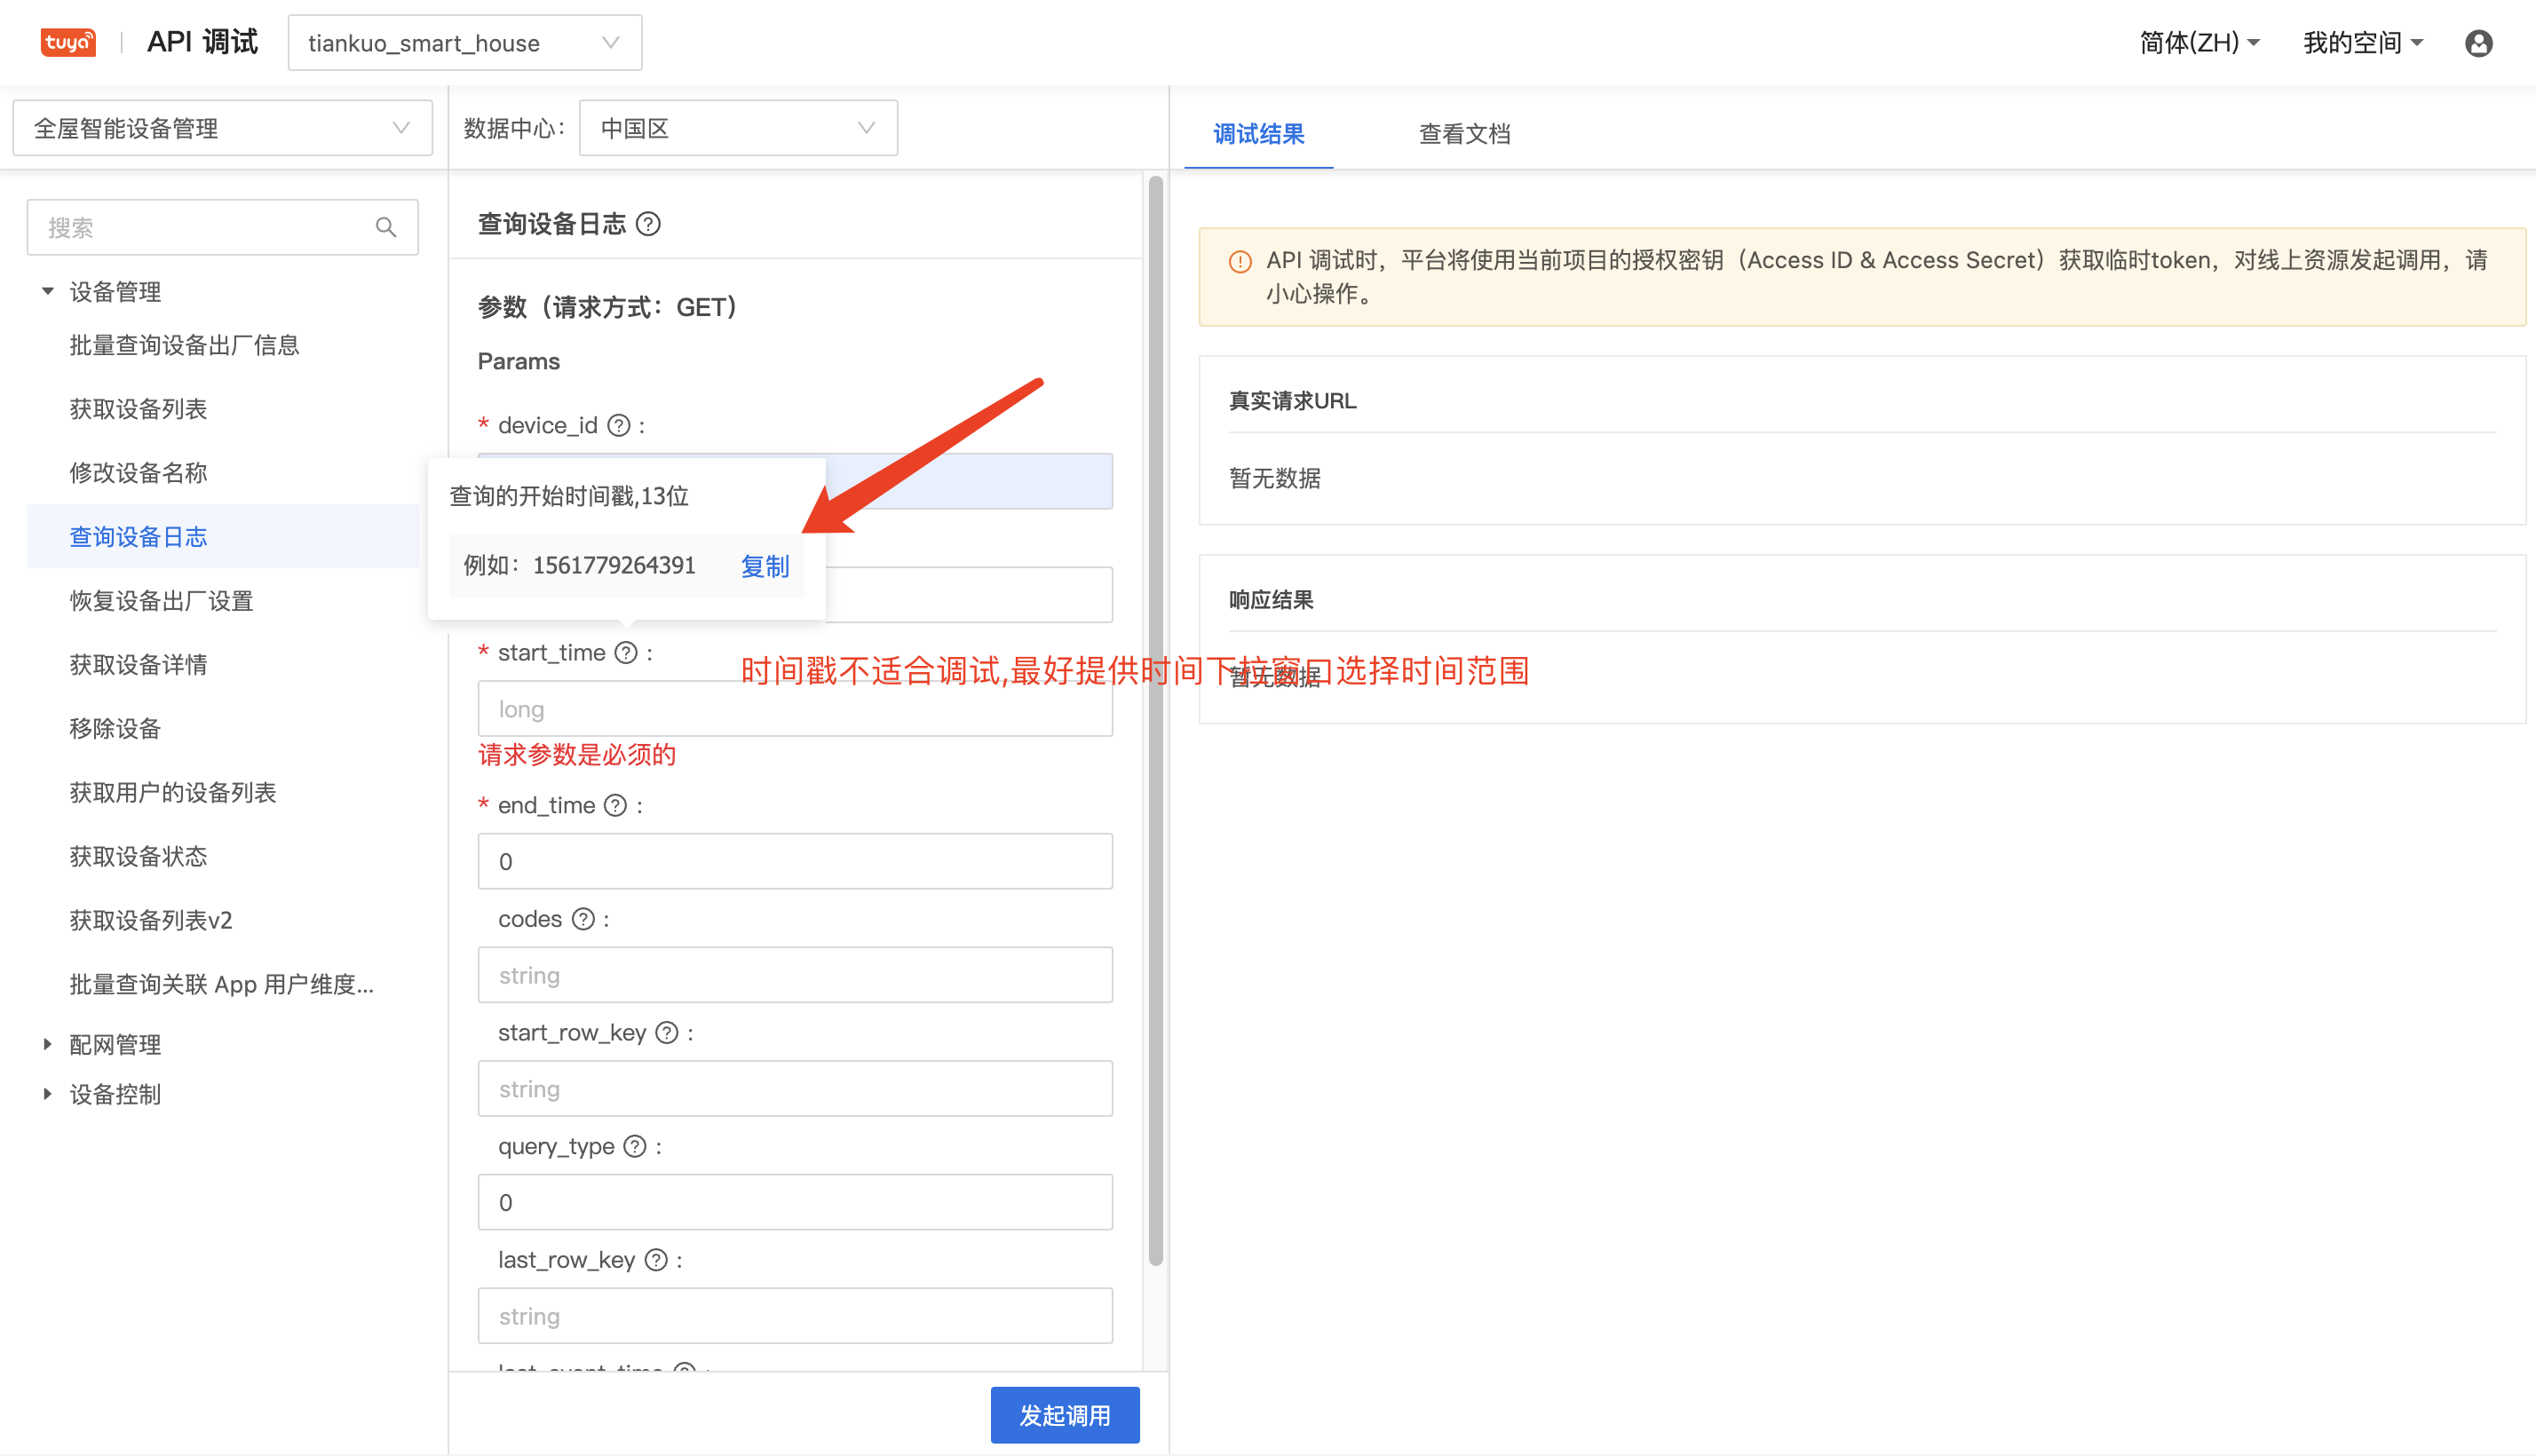 tuya
API 调试
tiankuo_smart_house
简体(ZH)
我的空间
全屋智能设备管理
数据中心：
中国区
调试结果
查看文档
搜索
设备管理
批量查询设备出厂信息
获取设备列表
修改设备名称
查询设备日志
恢复设备出厂设置
获取设备详情
移除设备
获取用户的设备列表
获取设备状态
获取设备列表v2
批量查询关联 App 用户维度...
配网管理
设备控制
查询设备日志
参数（请求方式：GET）
Params
* device_id :
查询的开始时间戳,13位
例如：1561779264391 复制
* start_time :
时间戳不适合调试,最好提供时间下拉窗口选择时间范围
long
请求参数是必须的
* end_time :
0
codes :
string
start_row_key :
string
query_type :
0
last_row_key :
string
last_event_time :
发起调用
API 调试时，平台将使用当前项目的授权密钥（Access ID & Access Secret）获取临时token，对线上资源发起调用，请
小心操作。
真实请求URL
暂无数据
响应结果
暂无数据